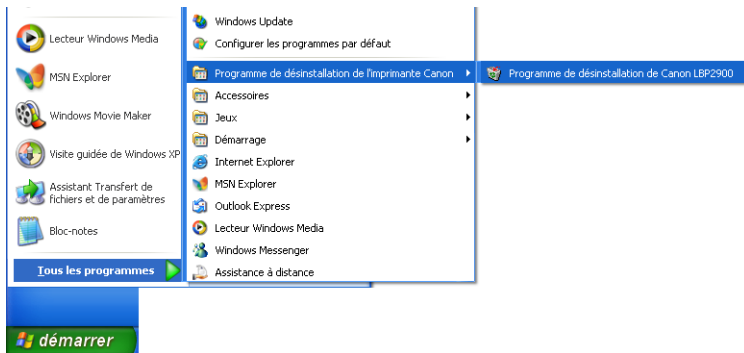 Lecteur Windows Media
MSN Explorer
Windows Movie Maker
Visite guidée de Windows XP
Assistant Transfert de
fichiers et de paramètres
Bloc-notes
Tous les programmes
démarrer
Windows Update
Configurer les programmes par défaut
Programme de désinstallation de l'imprimante Canon
Accessoires
Jeux
Démarrage
Internet Explorer
MSN Explorer
Outlook Express
Lecteur Windows Media
Windows Messenger
Assistance à distance
Programme de désinstallation de Canon LBP2900